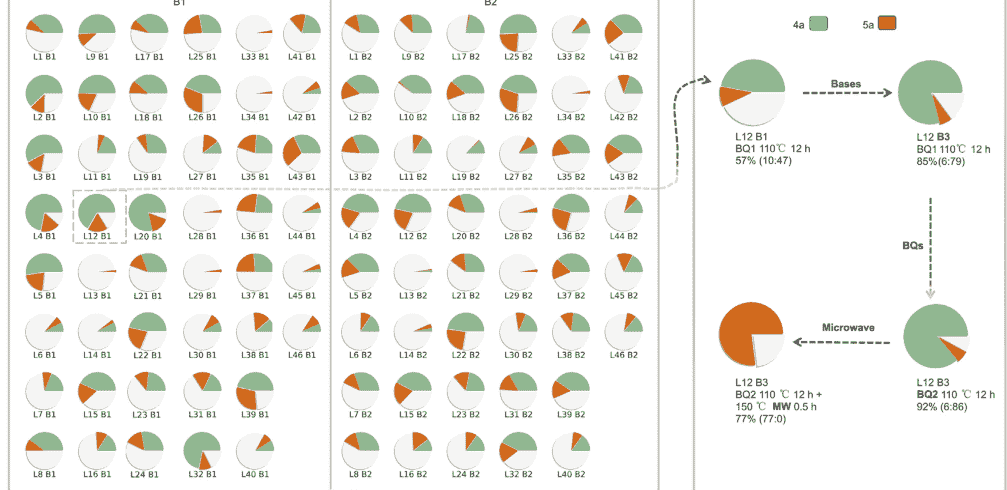 B1
B2
L1 B1
L9 B1
L17 B1
L25 B1
L33 B1
L41 B1
L1 B2
L9 B2
L17 B2
L25 B2
L33 B2
L41 B2
L2 B1
L10 B1
L18 B1
L26 B1
L34 B1
L42 B1
L2 B2
L10 B2
L18 B2
L26 B2
L34 B2
L42 B2
L3 B1
L11 B1
L19 B1
L27 B1
L35 B1
L43 B1
L3 B2
L11 B2
L19 B2
L27 B2
L35 B2
L43 B2
L4 B1
L12 B1
L20 B1
L28 B1
L36 B1
L44 B1
L4 B2
L12 B2
L20 B2
L28 B2
L36 B2
L44 B2
L5 B1
L13 B1
L21 B1
L29 B1
L37 B1
L45 B1
L5 B2
L13 B2
L21 B2
L29 B2
L37 B2
L45 B2
L6 B1
L14 B1
L22 B1
L30 B1
L38 B1
L46 B1
L6 B2
L14 B2
L22 B2
L30 B2
L38 B2
L46 B2
L7 B1
L15 B1
L23 B1
L31 B1
L39 B1
L7 B2
L15 B2
L23 B2
L31 B2
L39 B2
L8 B1
L16 B1
L24 B1
L32 B1
L40 B1
L8 B2
L16 B2
L24 B2
L32 B2
L40 B2
4a
5a
Bases
L12 B1
BQ1 110℃ 12 h
57% (10:47)
L12 B3
BQ1 110℃ 12 h
85%(6:79)
BQs
Microwave
L12 B3
BQ2 110 ℃ 12 h +
150 ℃ MW 0.5 h
77% (77:0)
L12 B3
BQ2 110 ℃ 12 h
92% (6:86)